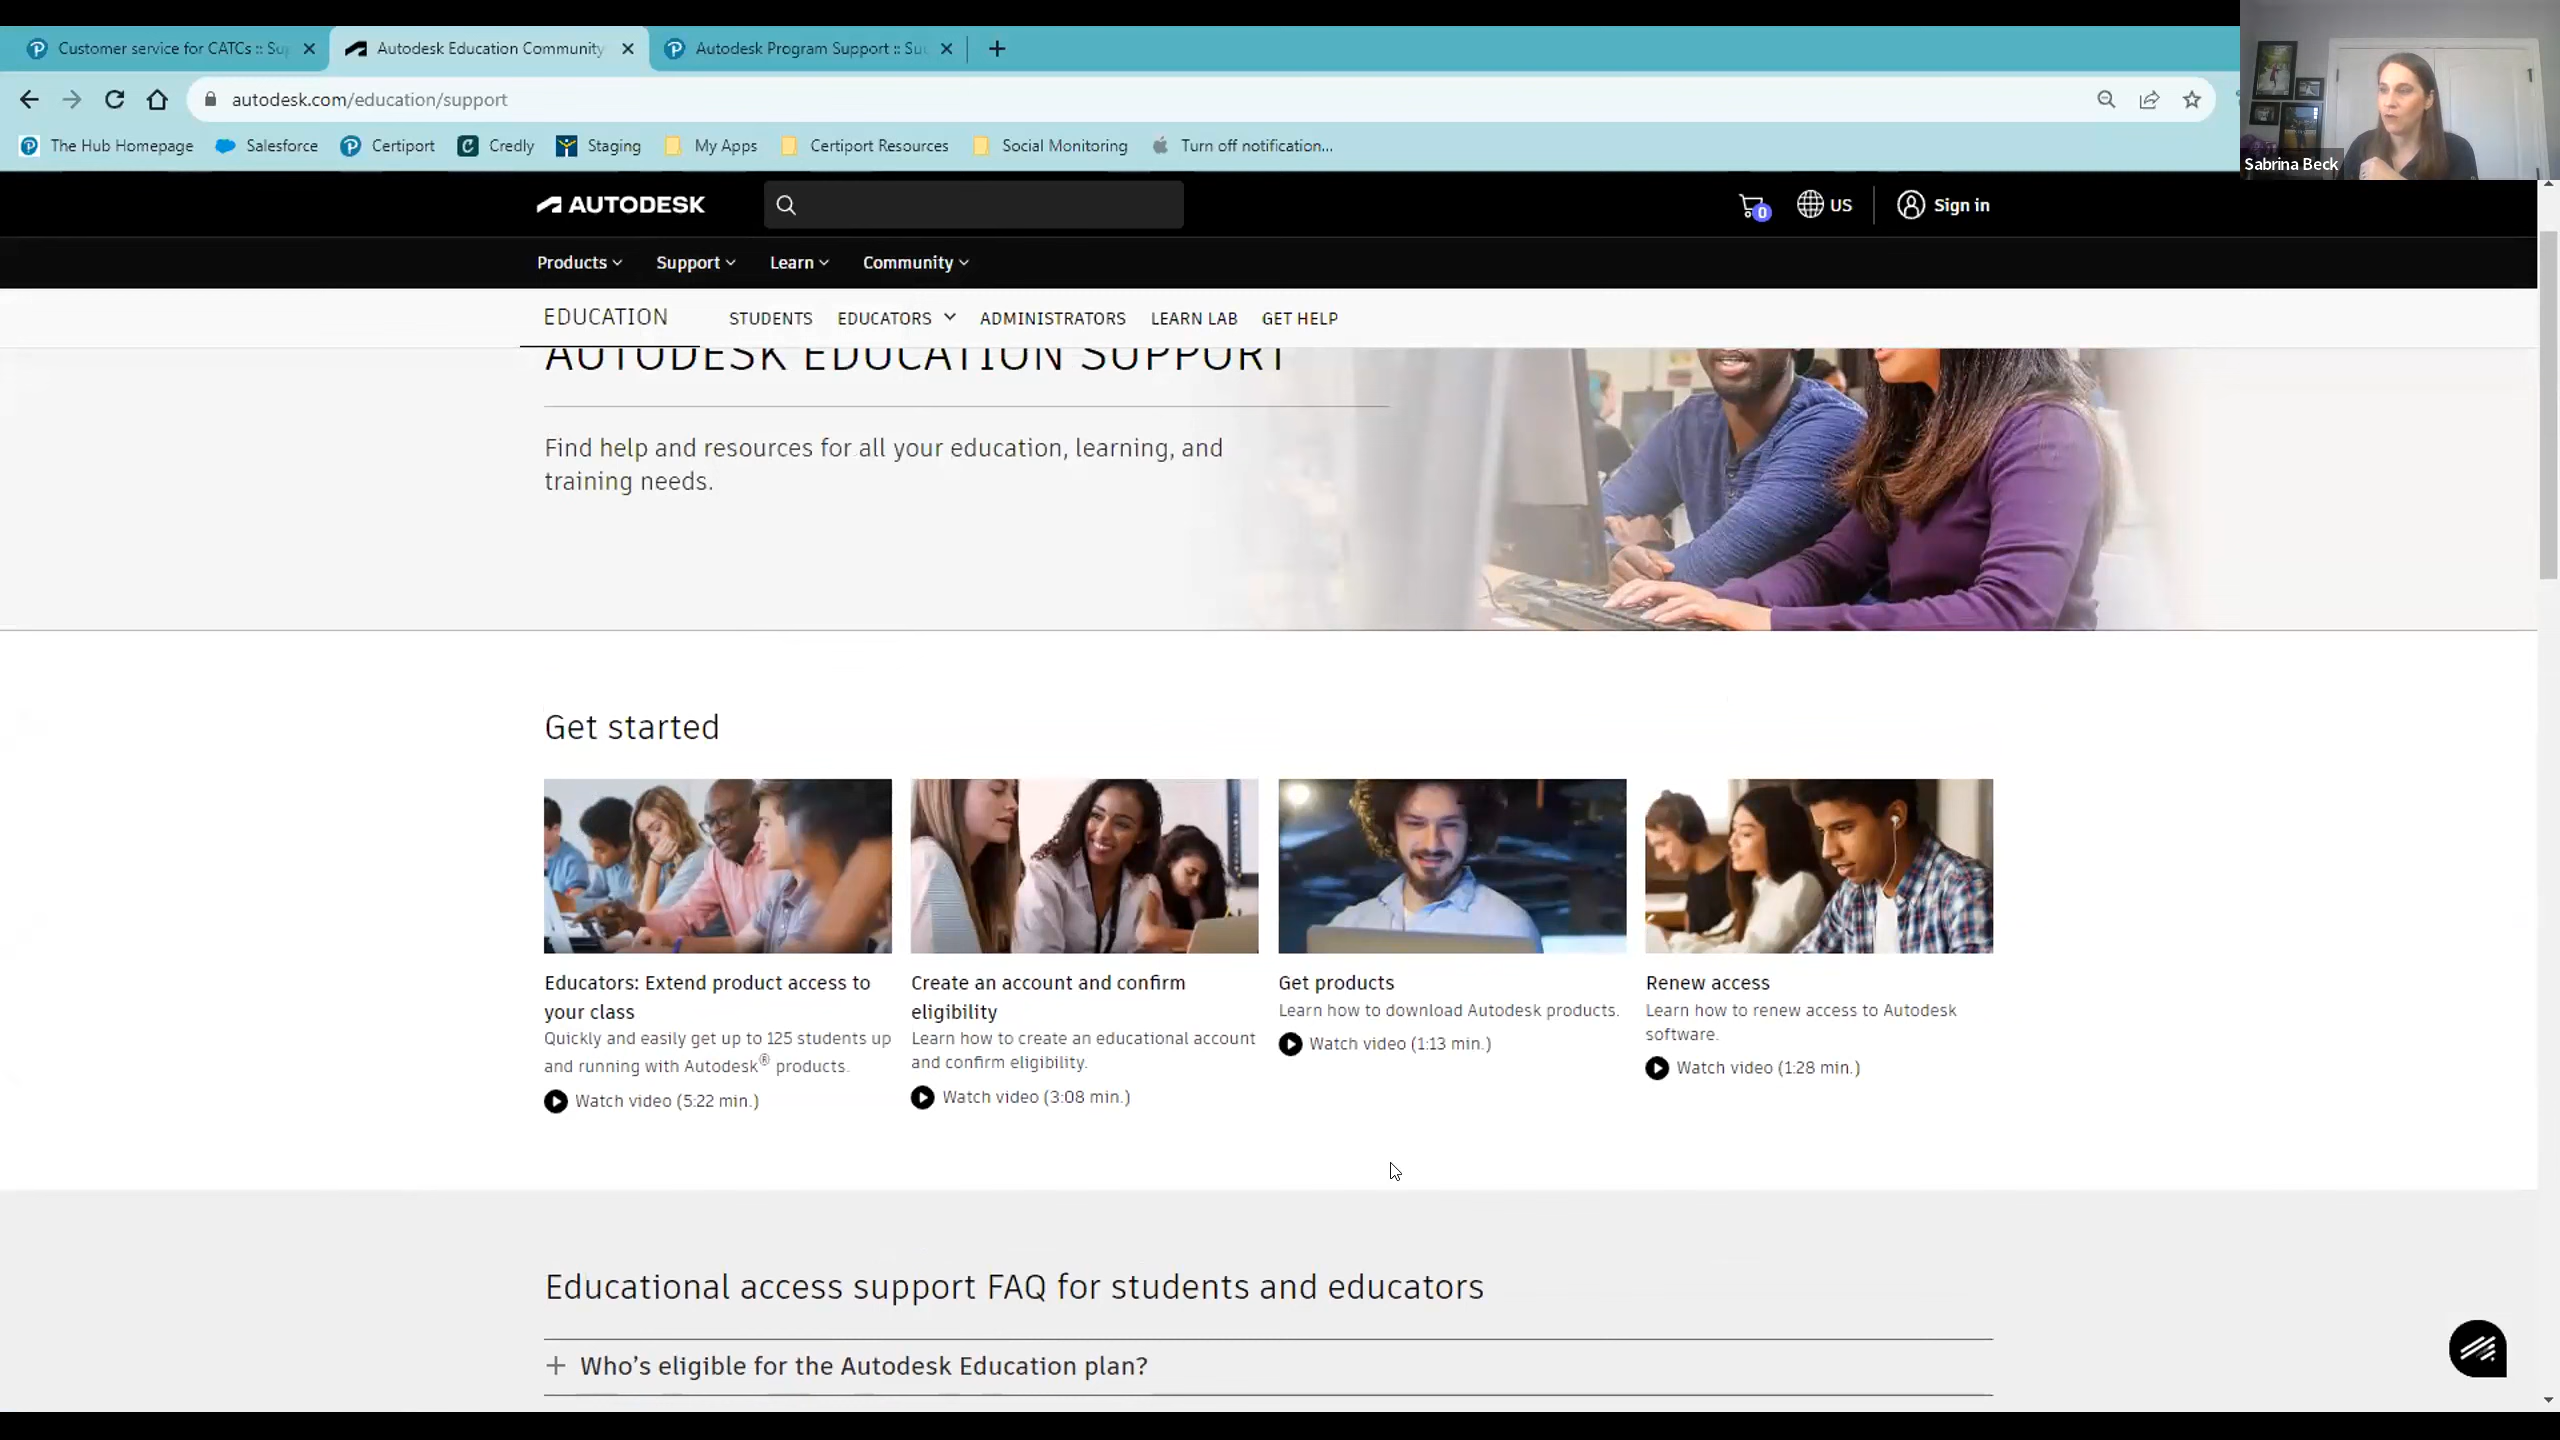 Customer service for CATCs :: Su
Autodesk Education Community
Autodesk Program Support :: Su
autodesk.com/education/support
The Hub Homepage
Salesforce
Certiport
Credly
Staging
My Apps
Certiport Resources
Social Monitoring
Turn off notification...
Sabrina Beck
AUTODESK
0
US
Sign in
Products
Support
Learn
Community
EDUCATION
STUDENTS
EDUCATORS
ADMINISTRATORS
LEARN LAB
GET HELP
AUTODESK EDUCATION SUPPORT
Find help and resources for all your education, learning, and
training needs.
Get started
Educators: Extend product access to
your class
Quickly and easily get up to 125 students up
and running with Autodesk® products.
Watch video (5:22 min.)
Create an account and confirm
eligibility
Learn how to create an educational account
and confirm eligibility.
Watch video (3:08 min.)
Get products
Learn how to download Autodesk products.
Watch video (1:13 min.)
Renew access
Learn how to renew access to Autodesk
software.
Watch video (1:28 min.)
Educational access support FAQ for students and educators
Who’s eligible for the Autodesk Education plan?